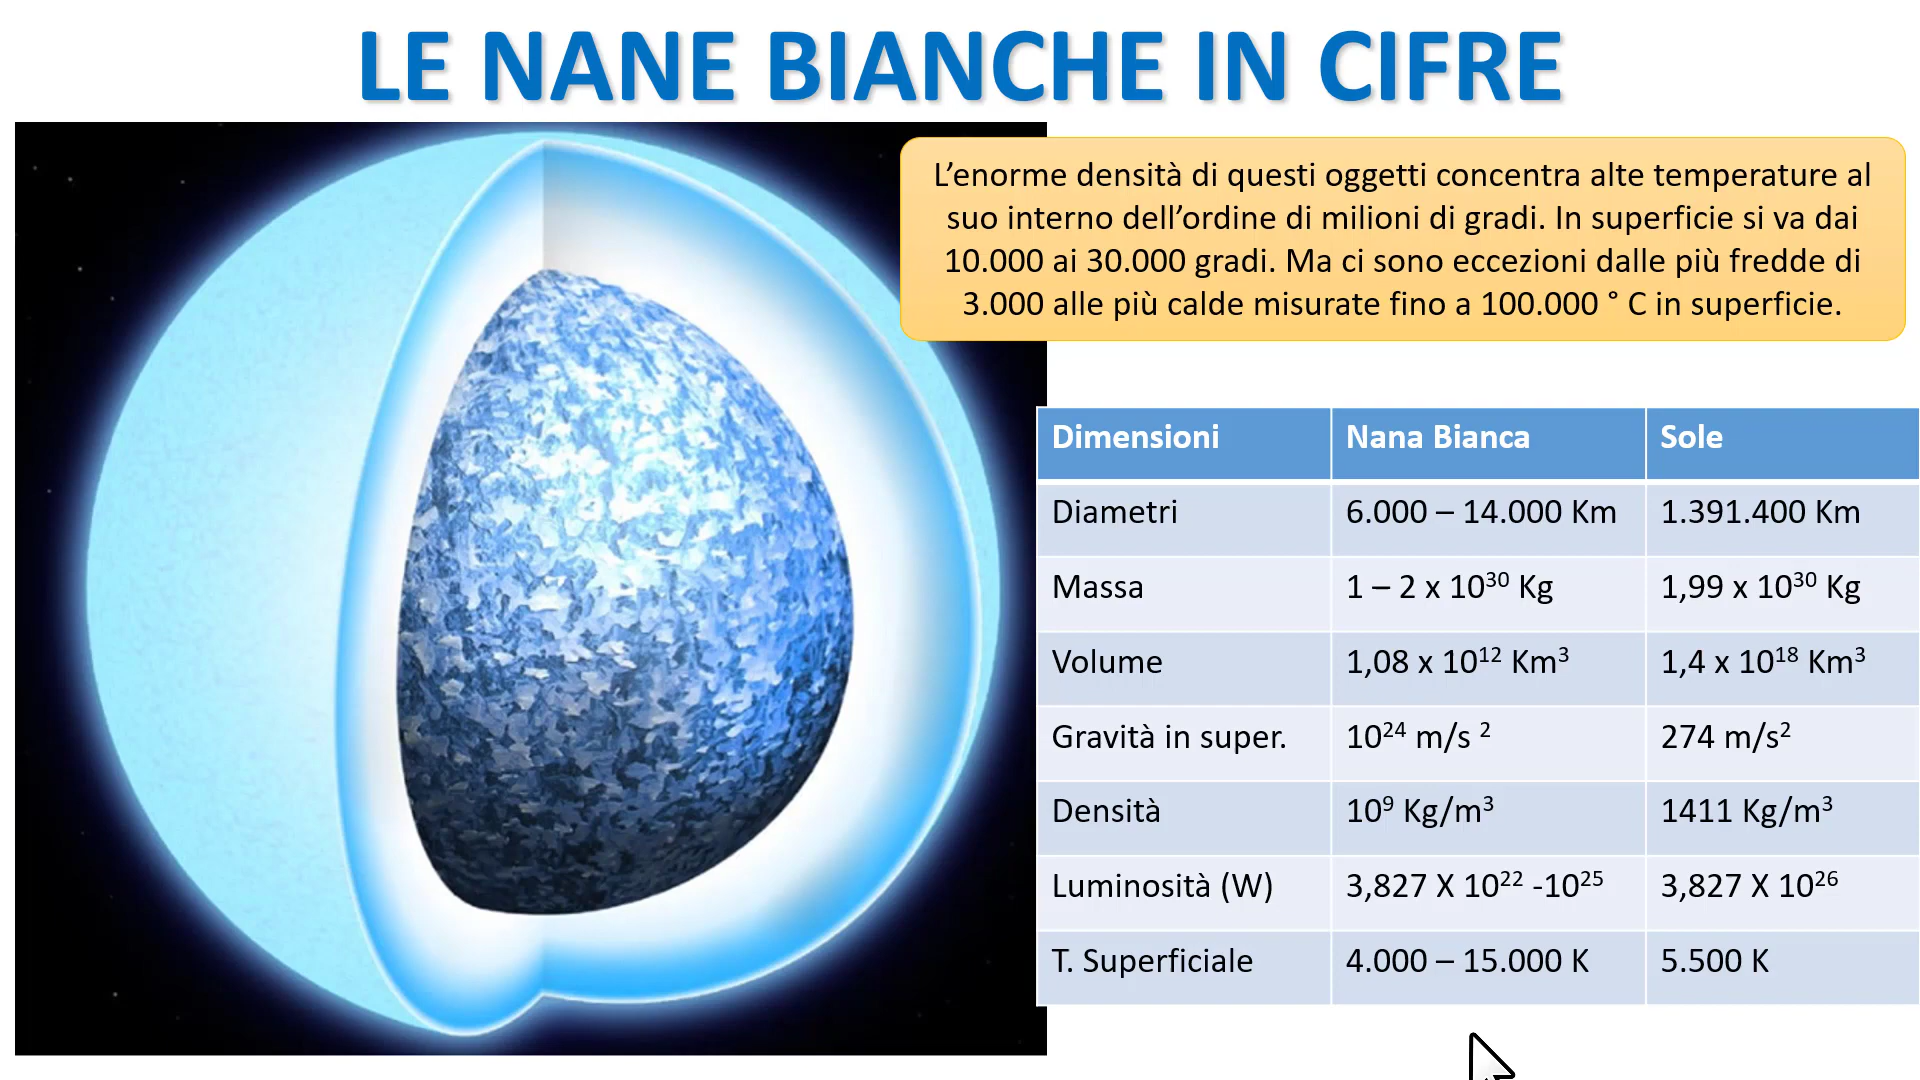 LE NANE BIANCHE IN CIFRE
L’enorme densità di questi oggetti concentra alte temperature al
suo interno dell’ordine di milioni di gradi. In superficie si va dai
10.000 ai 30.000 gradi. Ma ci sono eccezioni dalle più fredde di
3.000 alle più calde misurate fino a 100.000 ° C in superficie.
Dimensioni Nana Bianca Sole
Diametri 6.000 – 14.000 Km 1.391.400 Km
Massa 1 – 2 x 10³⁰ Kg 1,99 x 10³⁰ Kg
Volume 1,08 x 10¹² Km³ 1,4 x 10¹⁸ Km³
Gravità in super. 10²⁴ m/s ² 274 m/s²
Densità 10⁹ Kg/m³ 1411 Kg/m³
Luminosità (W) 3,827 X 10²² -10²⁵ 3,827 X 10²⁶
T. Superficiale 4.000 – 15.000 K 5.500 K